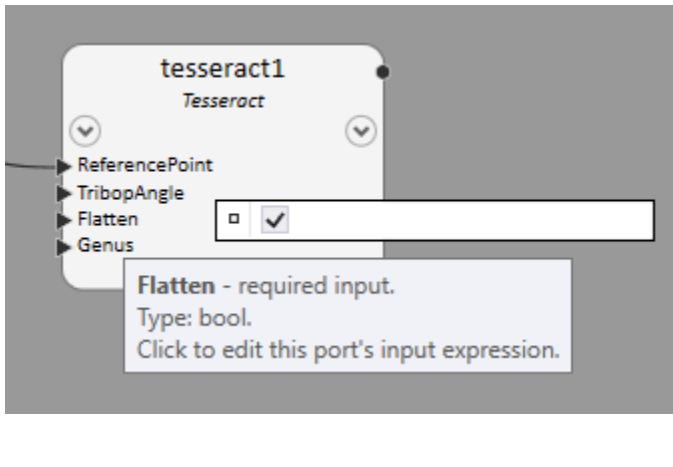 tesseract1
Tesseract
ReferencePoint
TribopAngle
Flatten
Genus
Flatten - required input.
Type: bool.
Click to edit this port's input expression.